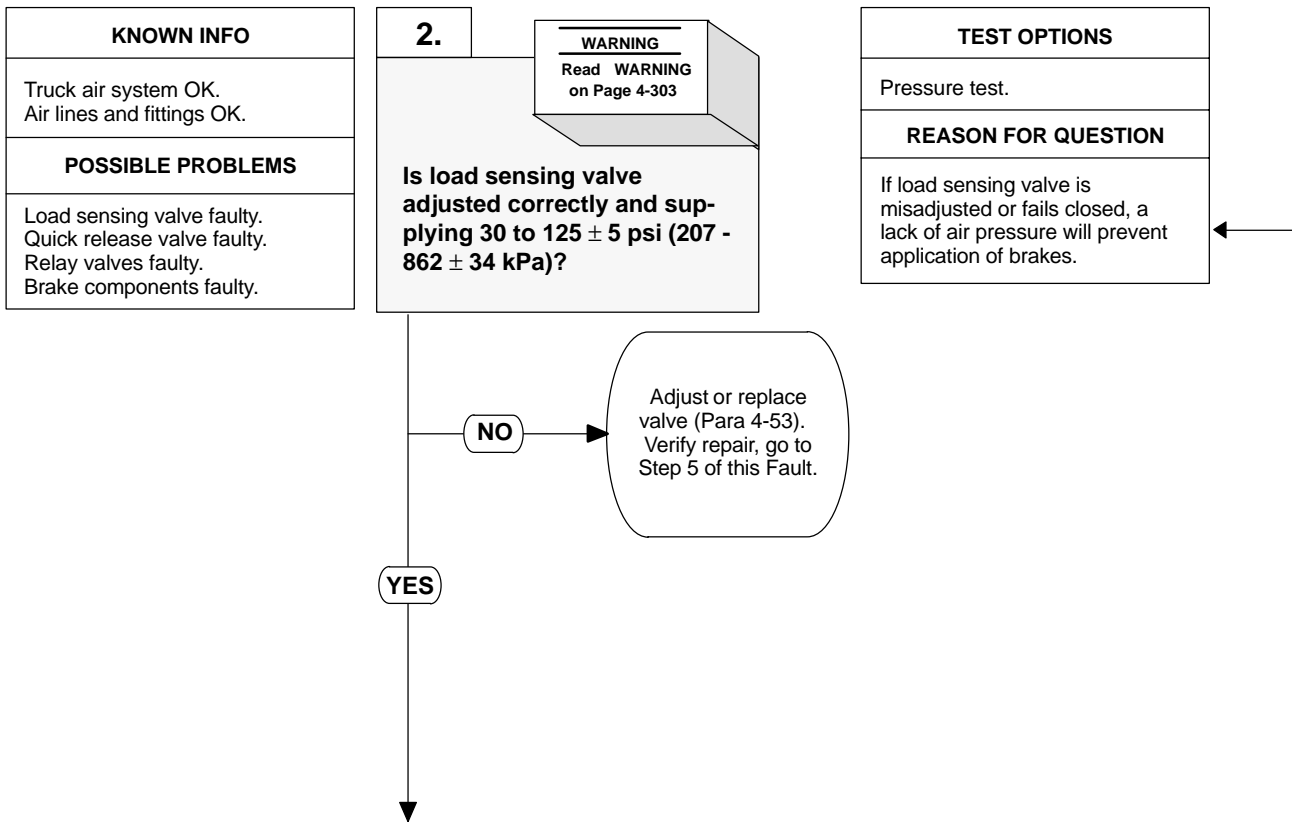 KNOWN INFO
Truck air system OK.
Air lines and fittings OK.
POSSIBLE PROBLEMS
Load sensing valve faulty.
Quick release valve faulty.
Relay valves faulty.
Brake components faulty.
2.
WARNING
Read WARNING
on Page 4-303
Is load sensing valve
adjusted correctly and sup-
plying 30 to 125 ± 5 psi (207 -
862 ± 34 kPa)?
TEST OPTIONS
Pressure test.
REASON FOR QUESTION
If load sensing valve is
misadjusted or fails closed, a
lack of air pressure will prevent
application of brakes.
NO
Adjust or replace
valve (Para 4-53).
Verify repair, go to
Step 5 of this Fault.
YES